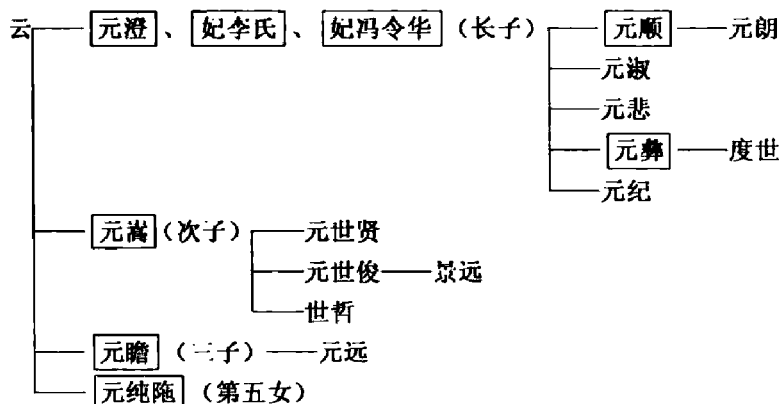 云 元澄、妃李氏、妃冯令华（长子） 元顺 元朗
元淑
元悲
元彝 度世
元纪
元嵩（次子） 元世贤
元世俊 景远
世哲
元瞻（三子） 元远
元纯陁（第五女）